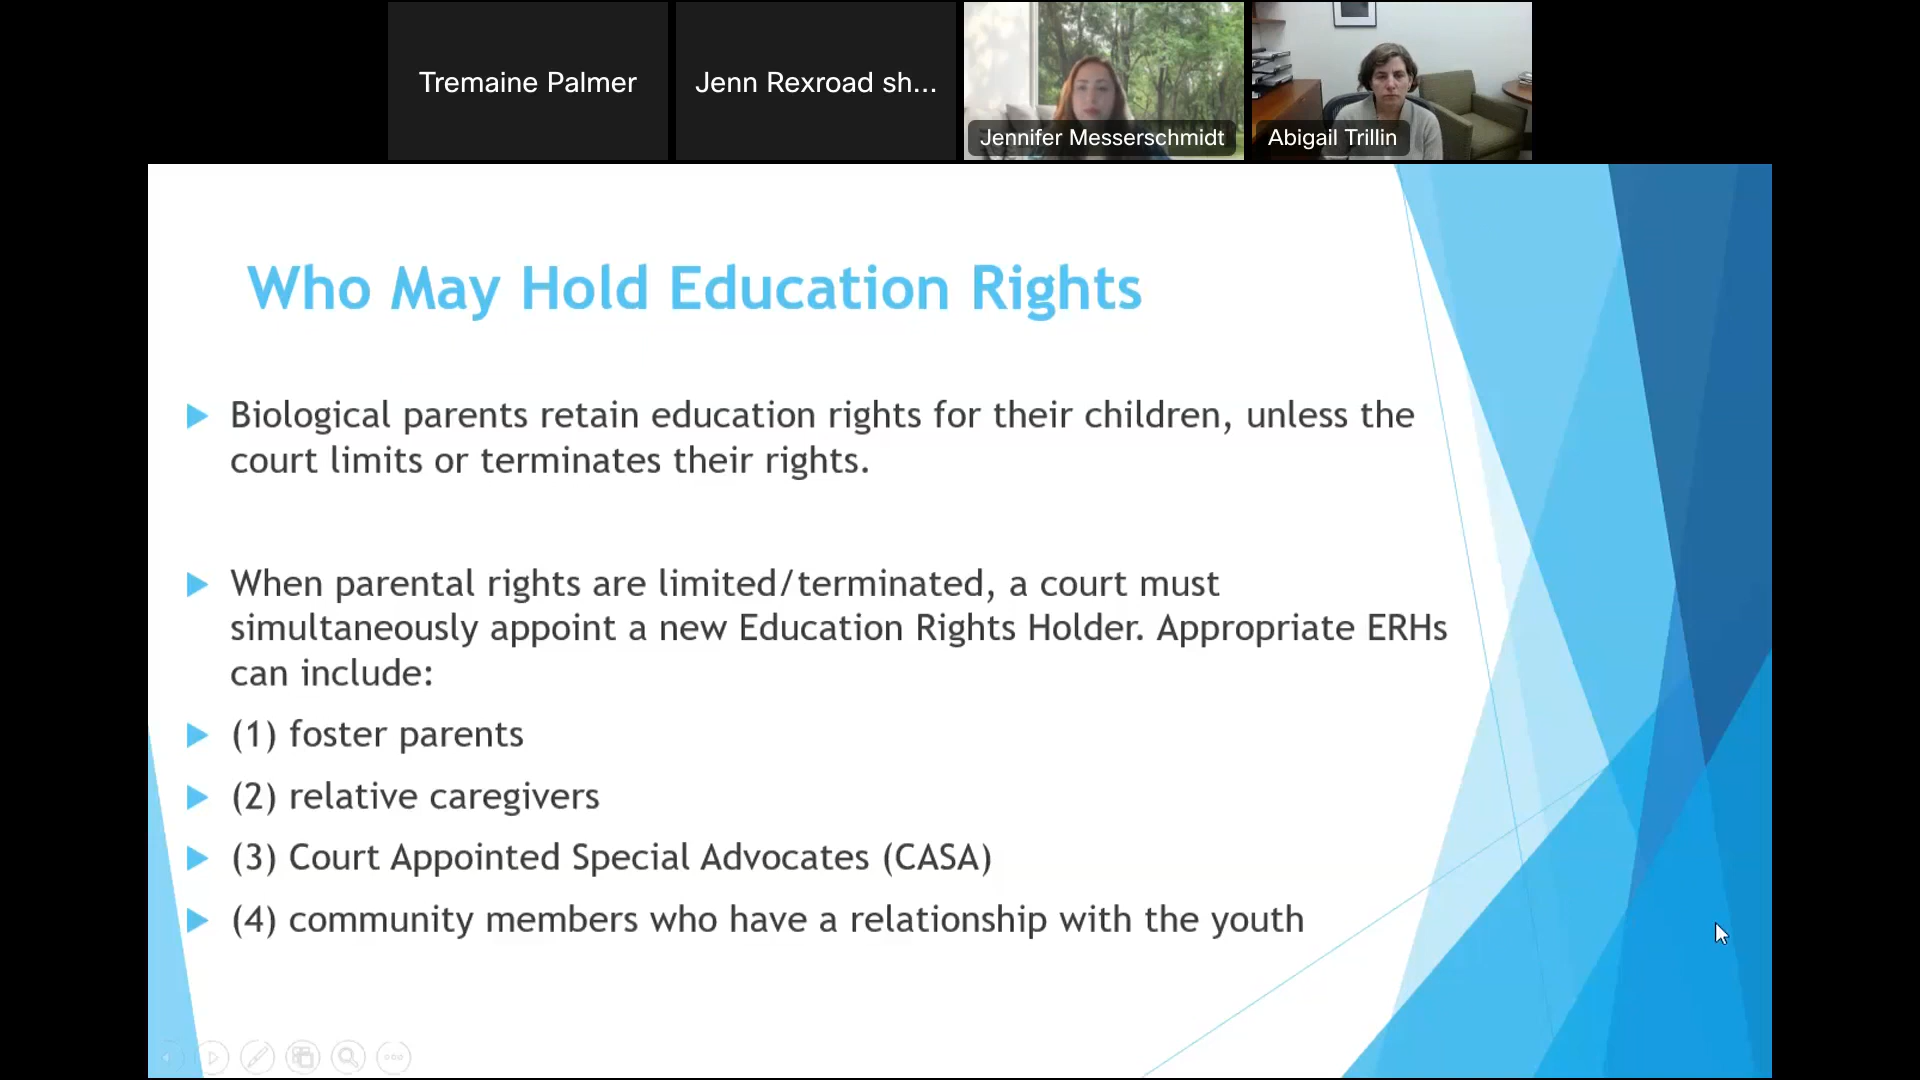 Tremaine Palmer
Jenn Rexroad sh...
Jennifer Messerschmidt
Abigail Trillin
Who May Hold Education Rights
Biological parents retain education rights for their children, unless the
court limits or terminates their rights.
When parental rights are limited/terminated, a court must
simultaneously appoint a new Education Rights Holder. Appropriate ERHs
can include:
(1) foster parents
(2) relative caregivers
(3) Court Appointed Special Advocates (CASA)
(4) community members who have a relationship with the youth